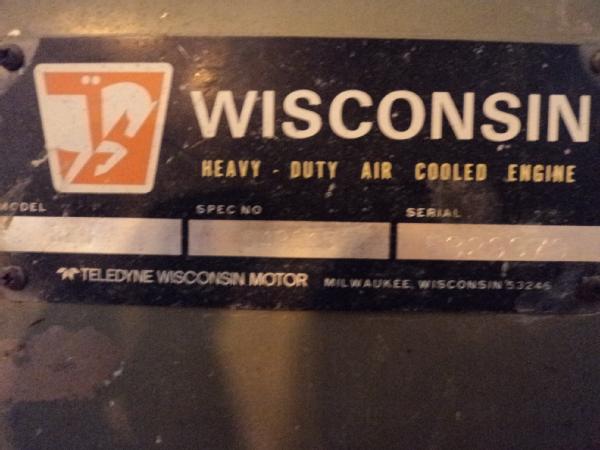 WISCONSIN
HEAVY - DUTY AIR COOLED ENGINE
MODEL SPEC NO SERIAL
TELEDYNE WISCONSIN MOTOR MILWAUKEE, WISCONSIN 53246